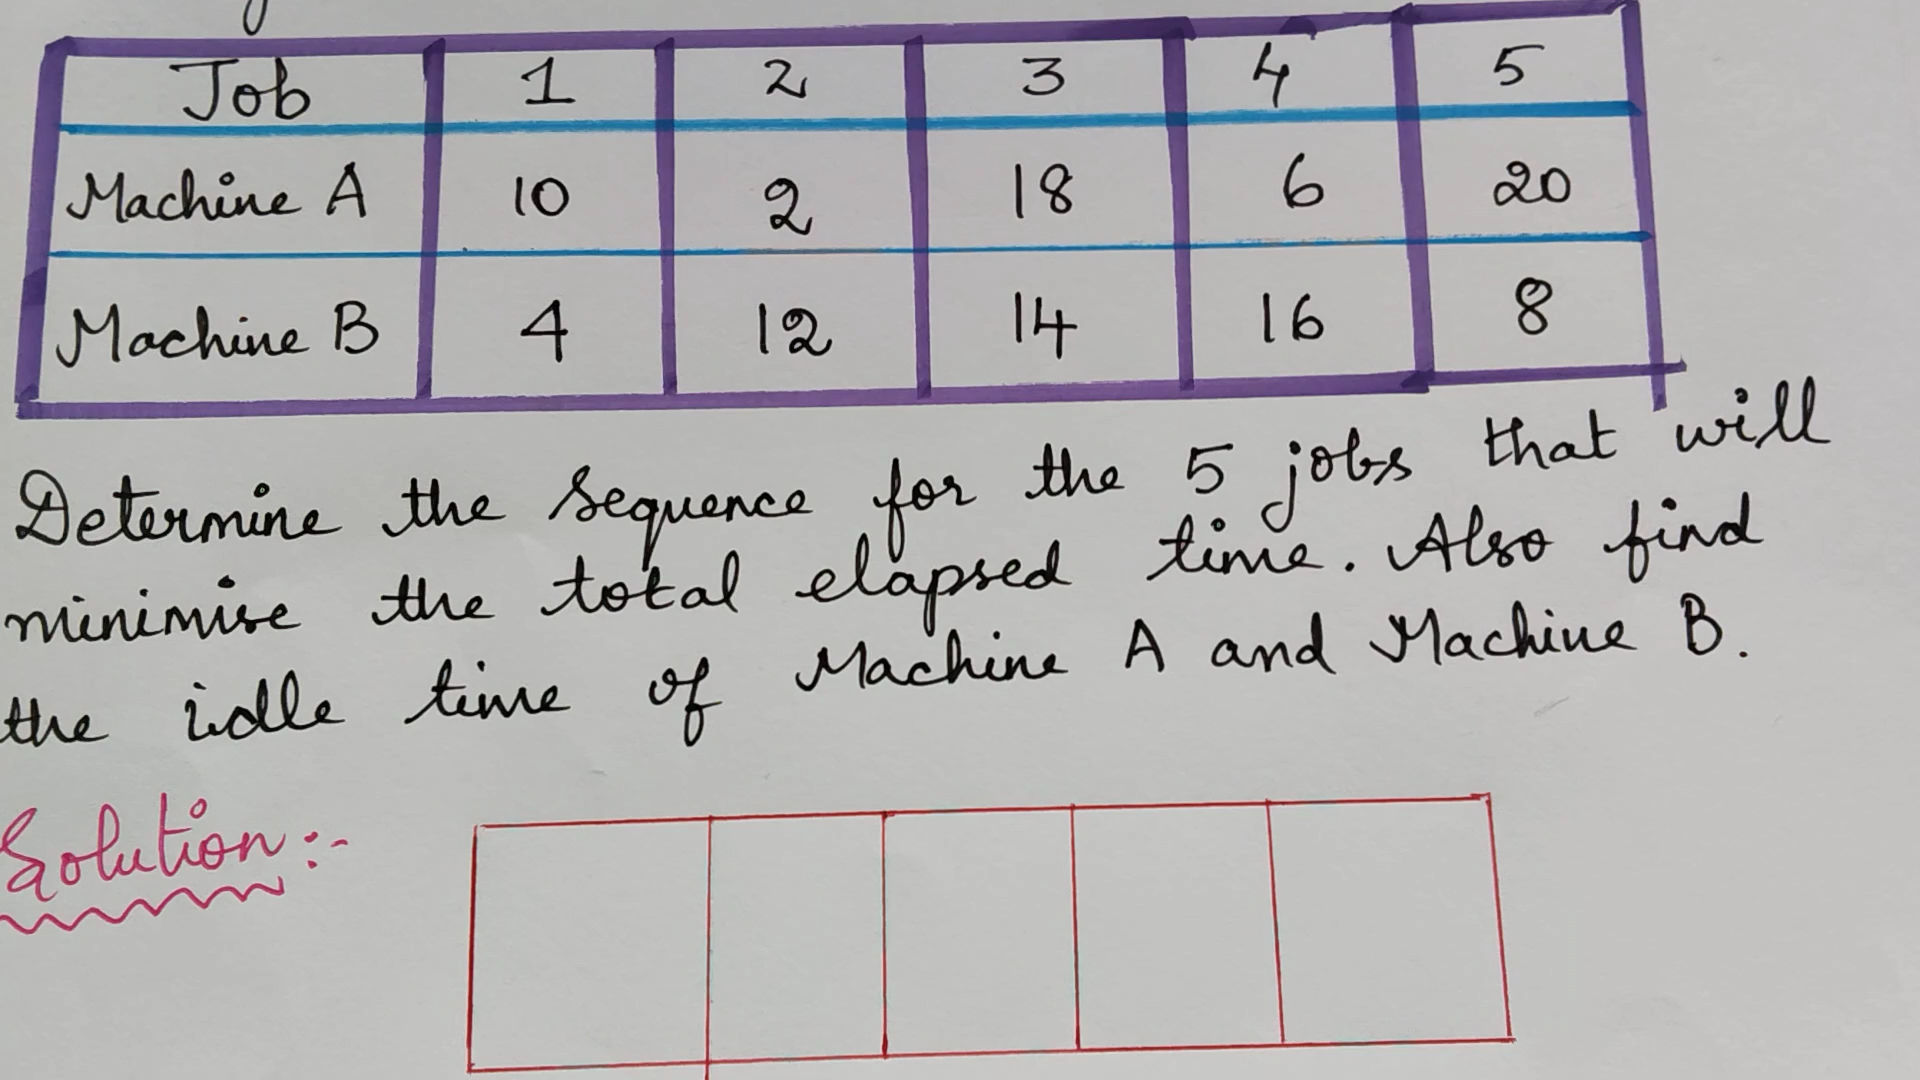 Job 1 2 3 4 5
Machine A 10 2 18 6 20
Machine B 4 12 14 16 8
Determine the sequence for the 5 jobs that will
minimise the total elapsed time. Also find
the idle time of Machine A and Machine B.
Solution:-